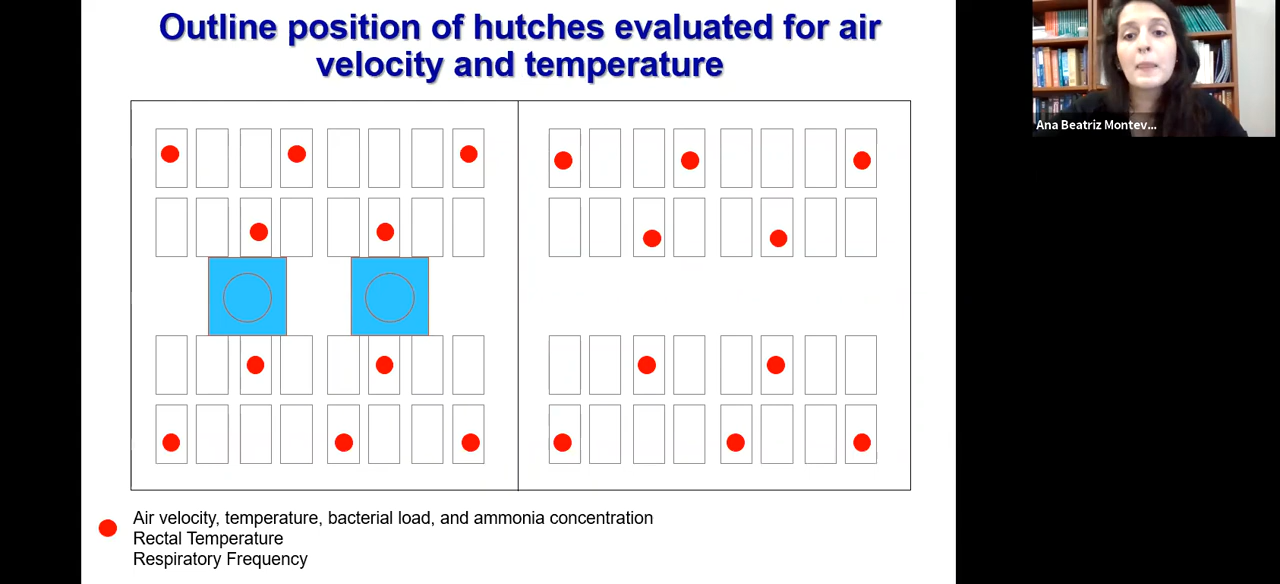 Outline position of hutches evaluated for air
velocity and temperature
Ana Beatriz Montev...
Air velocity, temperature, bacterial load, and ammonia concentration
Rectal Temperature
Respiratory Frequency